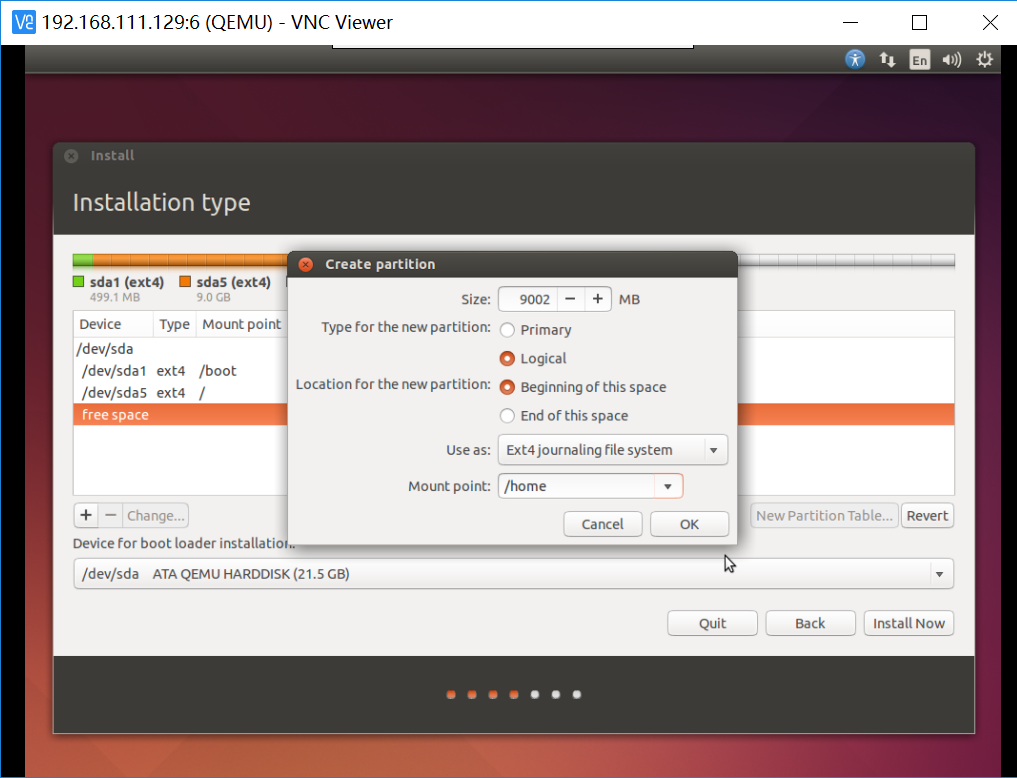 192.168.111.129:6 (QEMU) - VNC Viewer
En
Install
Installation type
Create partition
sda1 (ext4) sda5 (ext4)
499.1 MB 9.0 GB
Size: 9002 − + MB
Device Type Mount point
Type for the new partition: Primary
/dev/sda
Logical
/dev/sda1 ext4 /boot
Location for the new partition: Beginning of this space
/dev/sda5 ext4 /
free space
End of this space
Use as: Ext4 journaling file system
Mount point: /home
+ − Change...
Cancel OK
New Partition Table... Revert
Device for boot loader installation:
/dev/sda ATA QEMU HARDDISK (21.5 GB)
Quit Back Install Now